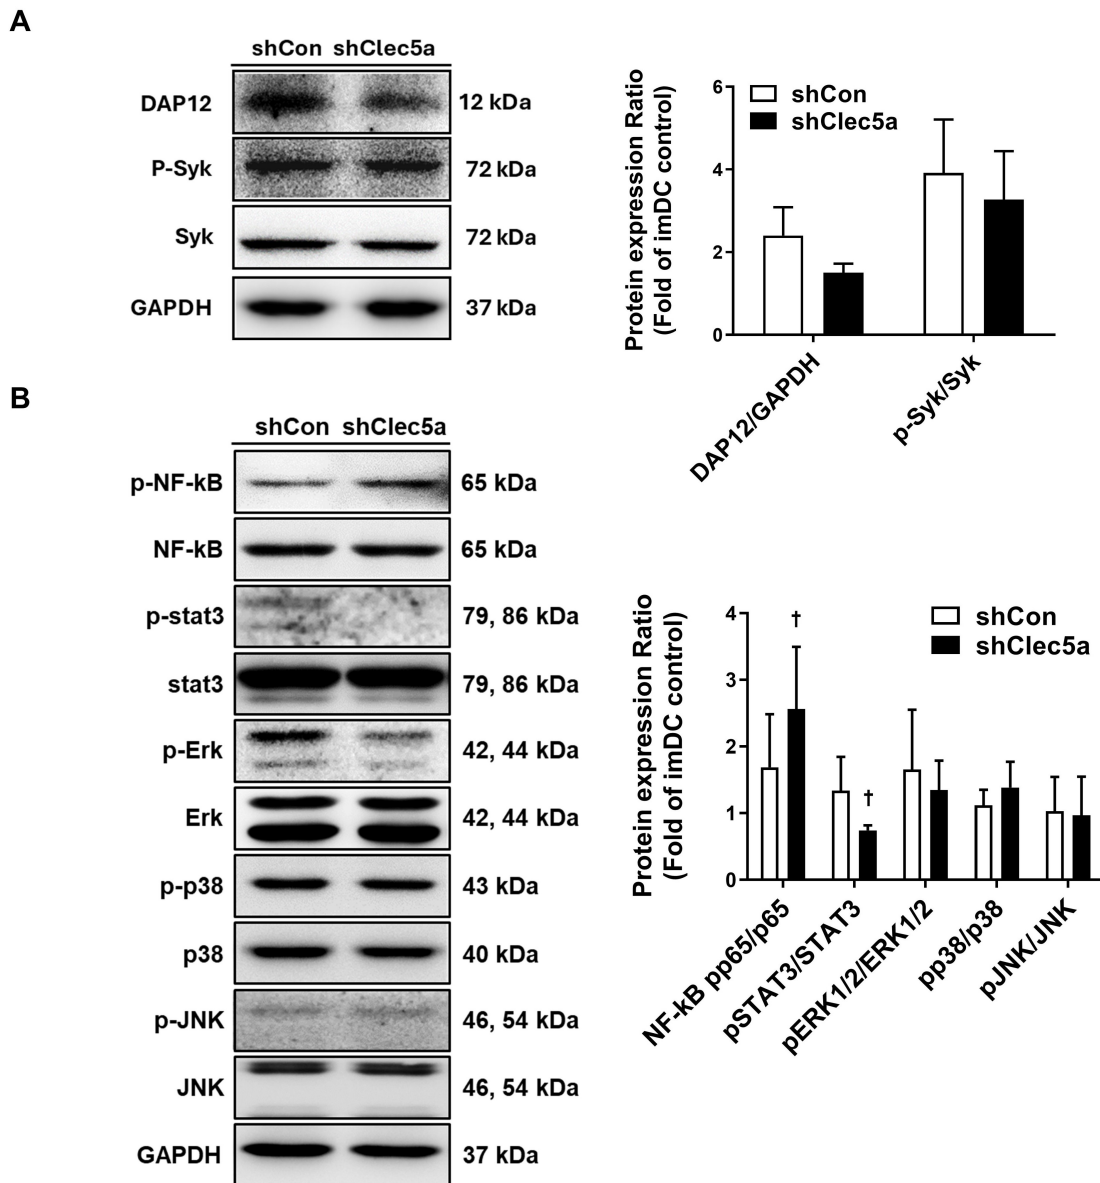 A
shCon shClec5a
DAP12 12 kDa
P-Syk 72 kDa
Syk 72 kDa
GAPDH 37 kDa
Protein expression Ratio
(Fold of imDC control)
6
4
2
0
shCon
shClec5a
DAP12/GAPDH
p-Syk/Syk
B
shCon shClec5a
p-NF-kB 65 kDa
NF-kB 65 kDa
p-stat3 79, 86 kDa
stat3 79, 86 kDa
p-Erk 42, 44 kDa
Erk 42, 44 kDa
p-p38 43 kDa
p38 40 kDa
p-JNK 46, 54 kDa
JNK 46, 54 kDa
GAPDH 37 kDa
Protein expression Ratio
(Fold of imDC control)
4
3
2
1
0
†
†
shCon
shClec5a
NF-kB pp65/p65
pSTAT3/STAT3
pERK1/2/ERK1/2
pp38/p38
pJNK/JNK